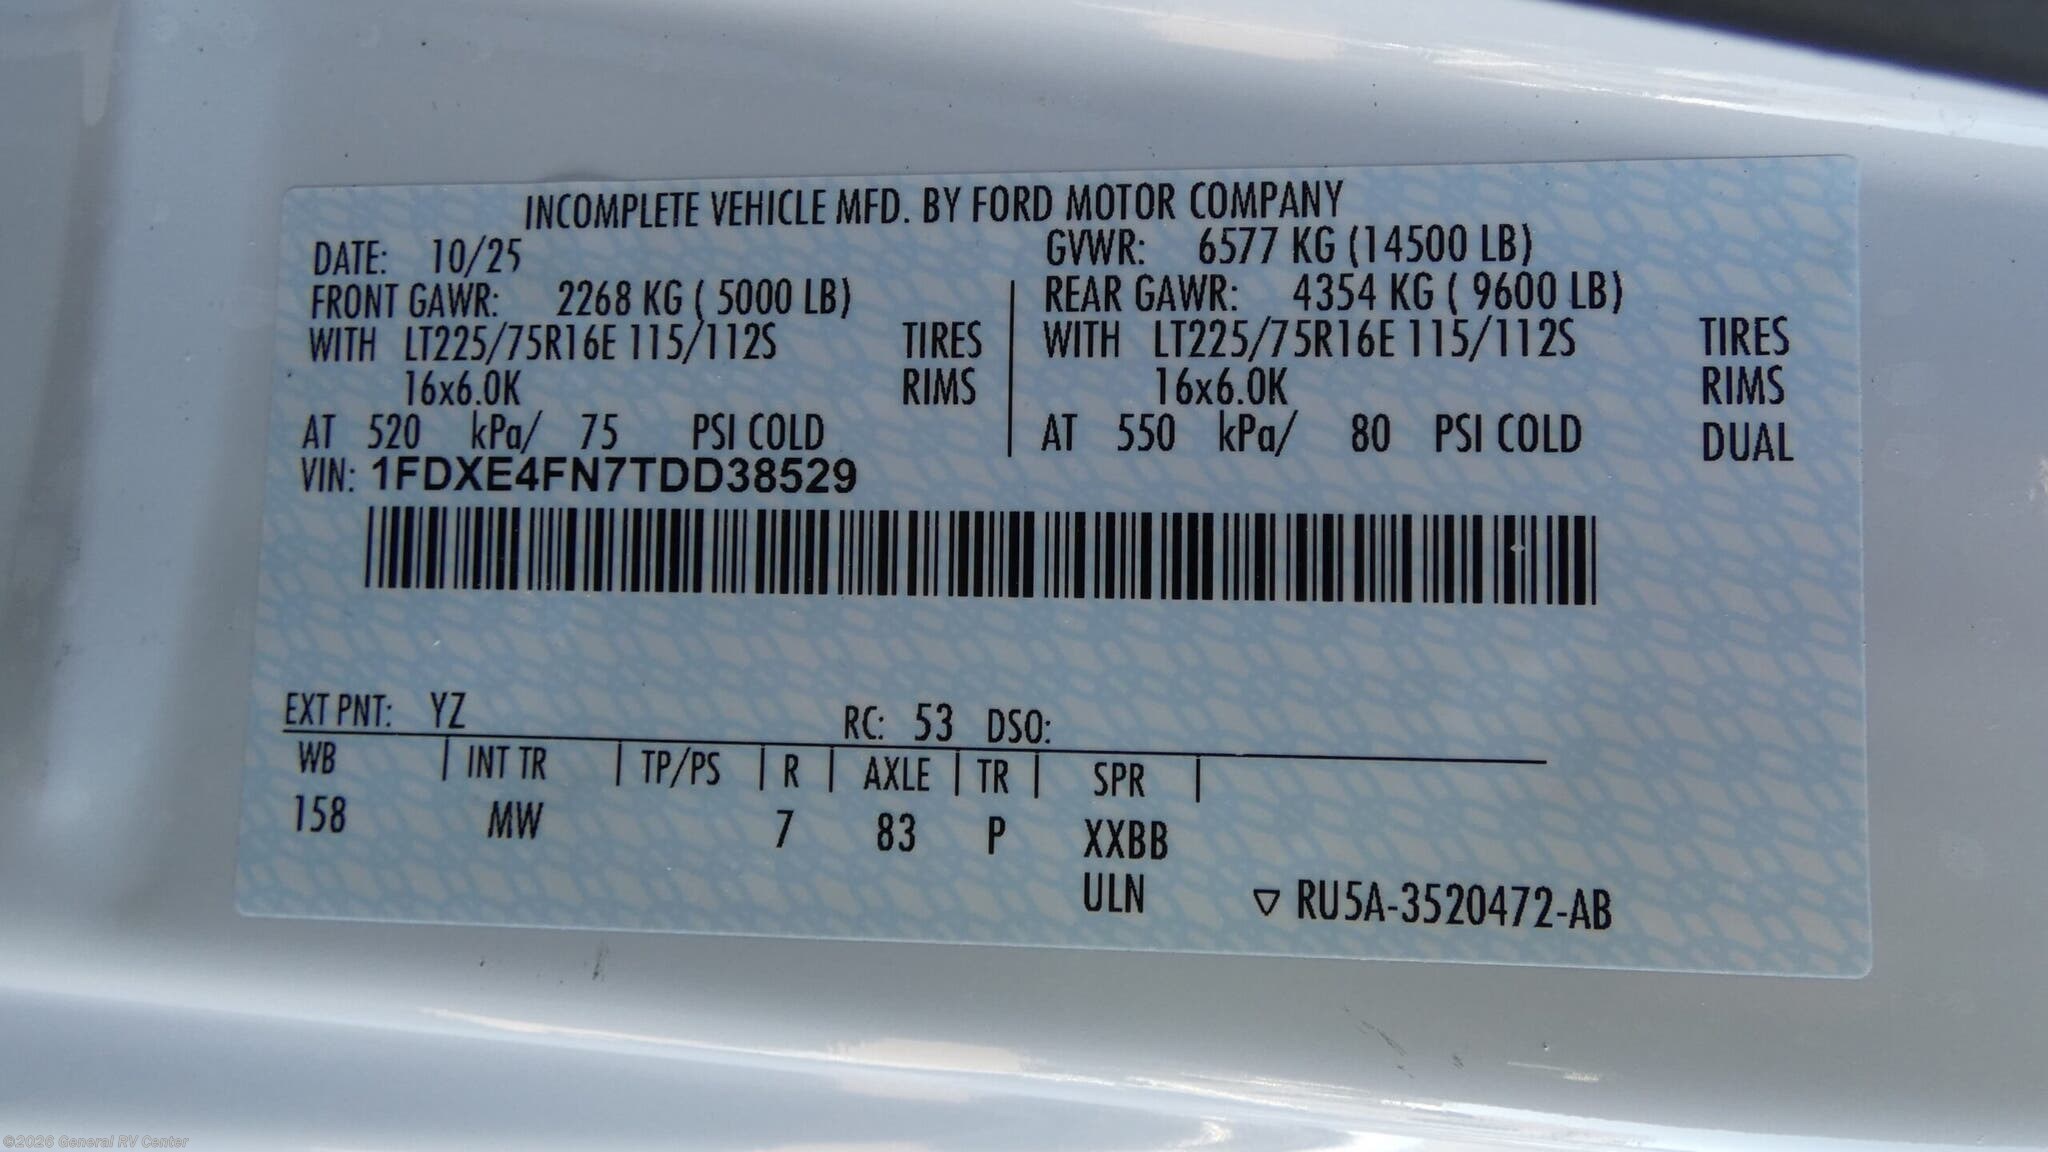 INCOMPLETE VEHICLE MFD. BY FORD MOTOR COMPANY
DATE: 10/25 GVWR: 6577 KG (14500 LB)
FRONT GAWR: 2268 KG ( 5000 LB) REAR GAWR: 4354 KG ( 9600 LB)
WITH LT225/75R16E 115/112S TIRES WITH LT225/75R16E 115/112S TIRES
16x6.0K RIMS 16x6.0K RIMS
AT 520 kPa/ 75 PSI COLD AT 550 kPa/ 80 PSI COLD DUAL
VIN: 1FDXE4FN7TDD38529
EXT PNT: YZ RC: 53 DSO:
WB | INT TR | TP/PS | R | AXLE | TR | SPR |
158 MW 7 83 P XXBB
ULN ▽ RU5A-3520472-AB
©2026 General RV Center